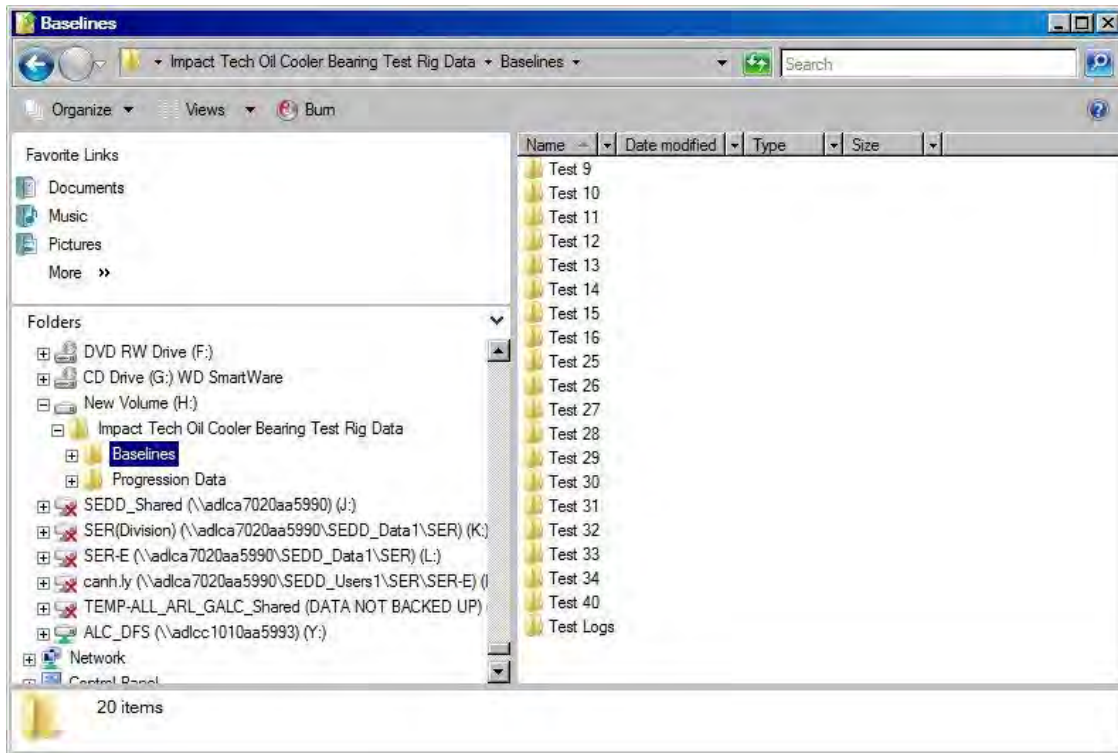 Baselines
Impact Tech Oil Cooler Bearing Test Rig Data Baselines Search
Organize Views Burn
Favorite Links
Documents
Music
Pictures
More »
Folders
DVD RW Drive (F:)
CD Drive (G:) WD SmartWare
New Volume (H:)
Impact Tech Oil Cooler Bearing Test Rig Data
Baselines
Progression Data
SEDD_Shared (\\adlca7020aa5990) (J:)
SER(Division) (\\adlca7020aa5990\SEDD_Data1\SER) (K:)
SER-E (\\adlca7020aa5990\SEDD_Data1\SER) (L:)
canh.ly (\\adlca7020aa5990\SEDD_Users1\SER\SER-E) (
TEMP-ALL_ARL_GALC_Shared (DATA NOT BACKED UP)
ALC_DFS (\\adlcc1010aa5993) (Y:)
Network
Control Panel
Name Date modified Type Size
Test 9
Test 10
Test 11
Test 12
Test 13
Test 14
Test 15
Test 16
Test 25
Test 26
Test 27
Test 28
Test 29
Test 30
Test 31
Test 32
Test 33
Test 34
Test 40
Test Logs
20 items